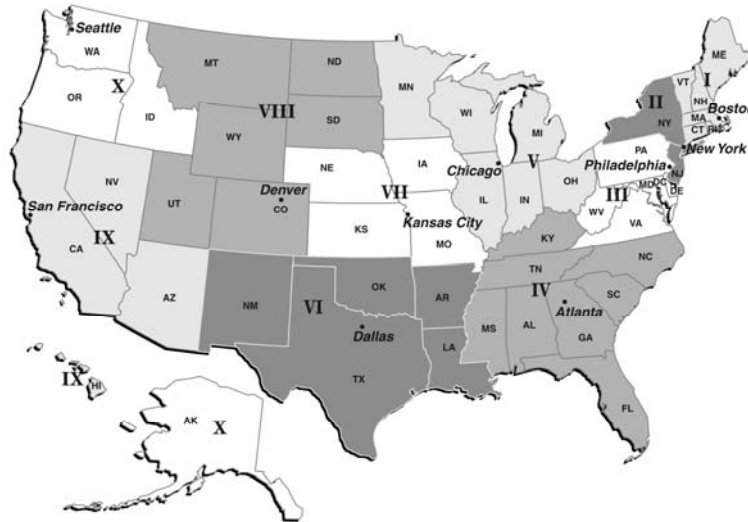 Seattle
WA
ME
MT
ND
VT
I
X
MN
OR
NH
II
Boston
ID
VIII
SD
WI
NY
MA
CT RI
WY
MI
New York
PA
IA
Chicago
V
Philadelphia
NJ
NE
NV
OH
MD
DC
DE
Denver
VII
III
San Francisco
UT
CO
IL
IN
WV
Kansas City
VA
IX
KS
MO
KY
CA
NC
TN
OK
AZ
NM
VI
AR
IV
SC
Atlanta
Dallas
MS
AL
GA
LA
IX
HI
TX
FL
AK
X